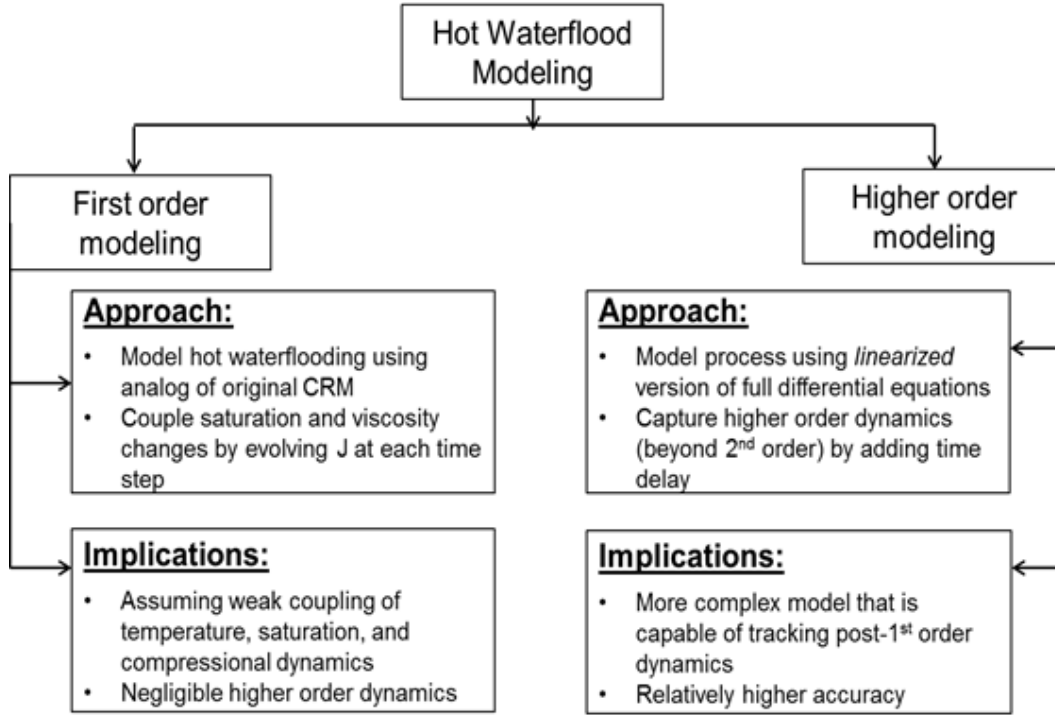 Hot Waterflood
Modeling
First order
modeling
Higher order
modeling
Approach:
• Model hot waterflooding using
analog of original CRM
• Couple saturation and viscosity
changes by evolving J at each time
step
Approach:
• Model process using linearized
version of full differential equations
• Capture higher order dynamics
(beyond 2nd order) by adding time
delay
Implications:
• Assuming weak coupling of
temperature, saturation, and
compressional dynamics
• Negligible higher order dynamics
Implications:
• More complex model that is
capable of tracking post-1st order
dynamics
• Relatively higher accuracy